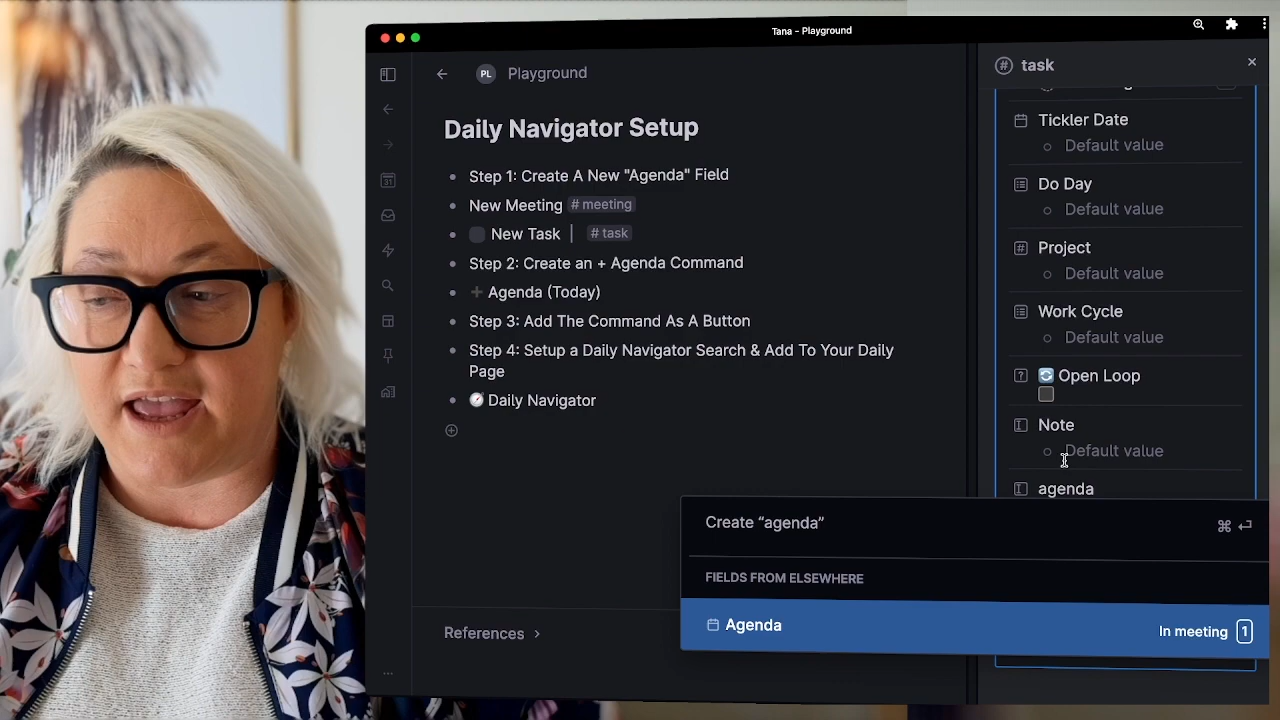 Tana - Playground
PL Playground
# task
Daily Navigator Setup
Step 1: Create A New "Agenda" Field
New Meeting # meeting
New Task # task
Step 2: Create an + Agenda Command
Agenda (Today)
Step 3: Add The Command As A Button
Step 4: Setup a Daily Navigator Search & Add To Your Daily
Page
Daily Navigator
References
31
Tickler Date
Default value
Do Day
Default value
Project
Default value
Work Cycle
Default value
Open Loop
Note
Default value
agenda
Create “agenda”
FIELDS FROM ELSEWHERE
Agenda In meeting 1